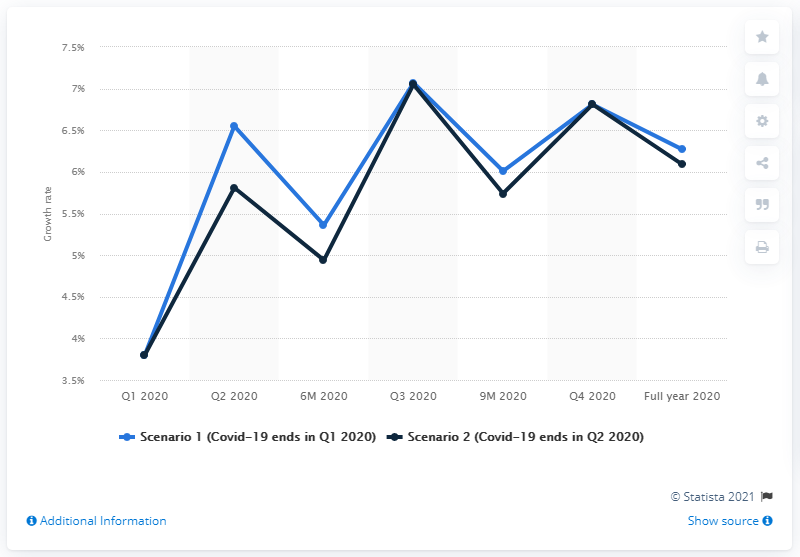 7.5%
7%
6.5%
6%
5.5%
5%
4.5%
4%
3.5%
Growth rate
Q1 2020 Q2 2020 6M 2020 Q3 2020 9M 2020 Q4 2020 Full year 2020
Scenario 1 (Covid-19 ends in Q1 2020) Scenario 2 (Covid-19 ends in Q2 2020)
© Statista 2021
Additional Information Show source